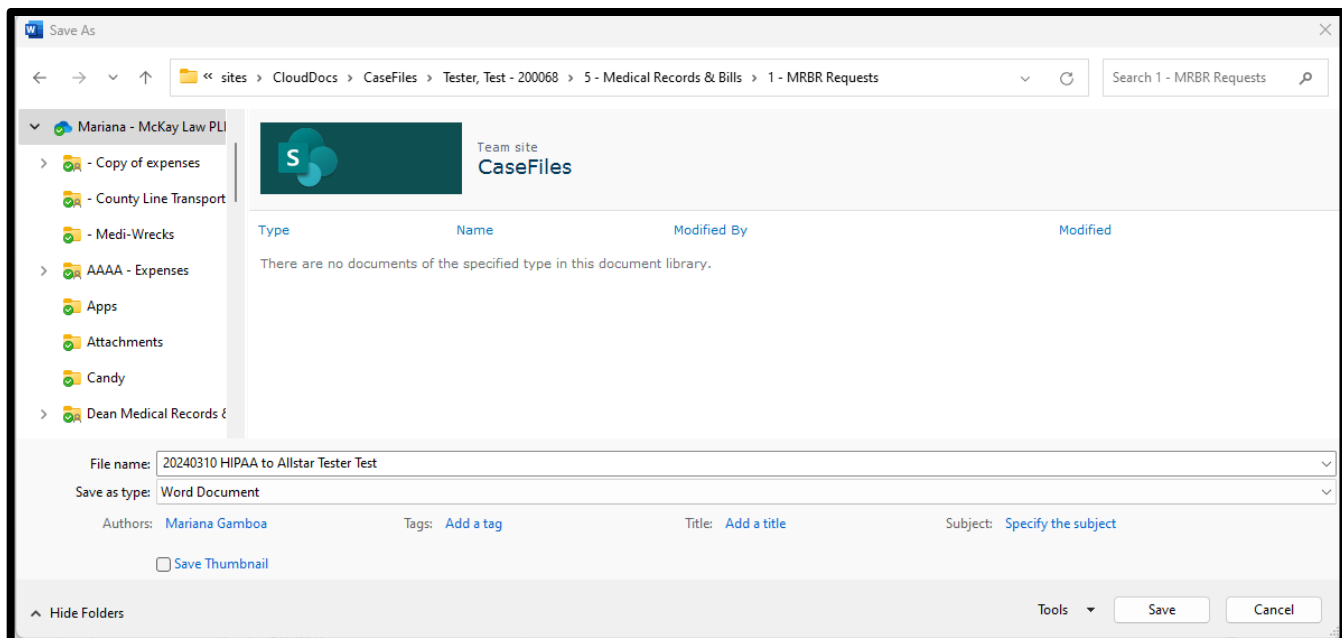 Save As
« sites > CloudDocs > CaseFiles > Tester, Test - 200068 > 5 - Medical Records & Bills > 1 - MRBR Requests
Search 1 - MRBR Requests
Mariana - McKay Law PLI
- Copy of expenses
- County Line Transport
- Medi-Wrecks
AAAA - Expenses
Apps
Attachments
Candy
Dean Medical Records &
S
Team site
CaseFiles
Type Name Modified By Modified
There are no documents of the specified type in this document library.
File name: 20240310 HIPAA to Allstar Tester Test
Save as type: Word Document
Authors: Mariana Gamboa Tags: Add a tag Title: Add a title Subject: Specify the subject
Save Thumbnail
Hide Folders
Tools Save Cancel